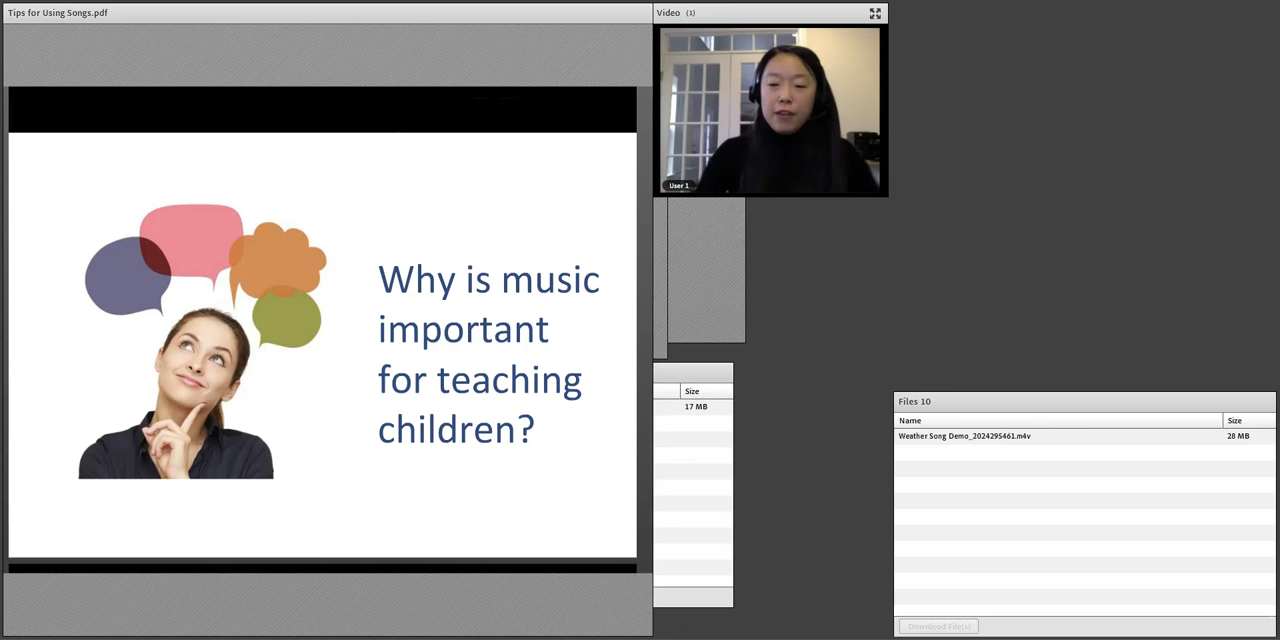 Tips for Using Songs.pdf
Video (1)
User 1
Why is music
important
for teaching
children?
Size
17 MB
Files 10
Name Size
Weather Song Demo_2024295461.m4v 28 MB
Download File(s)